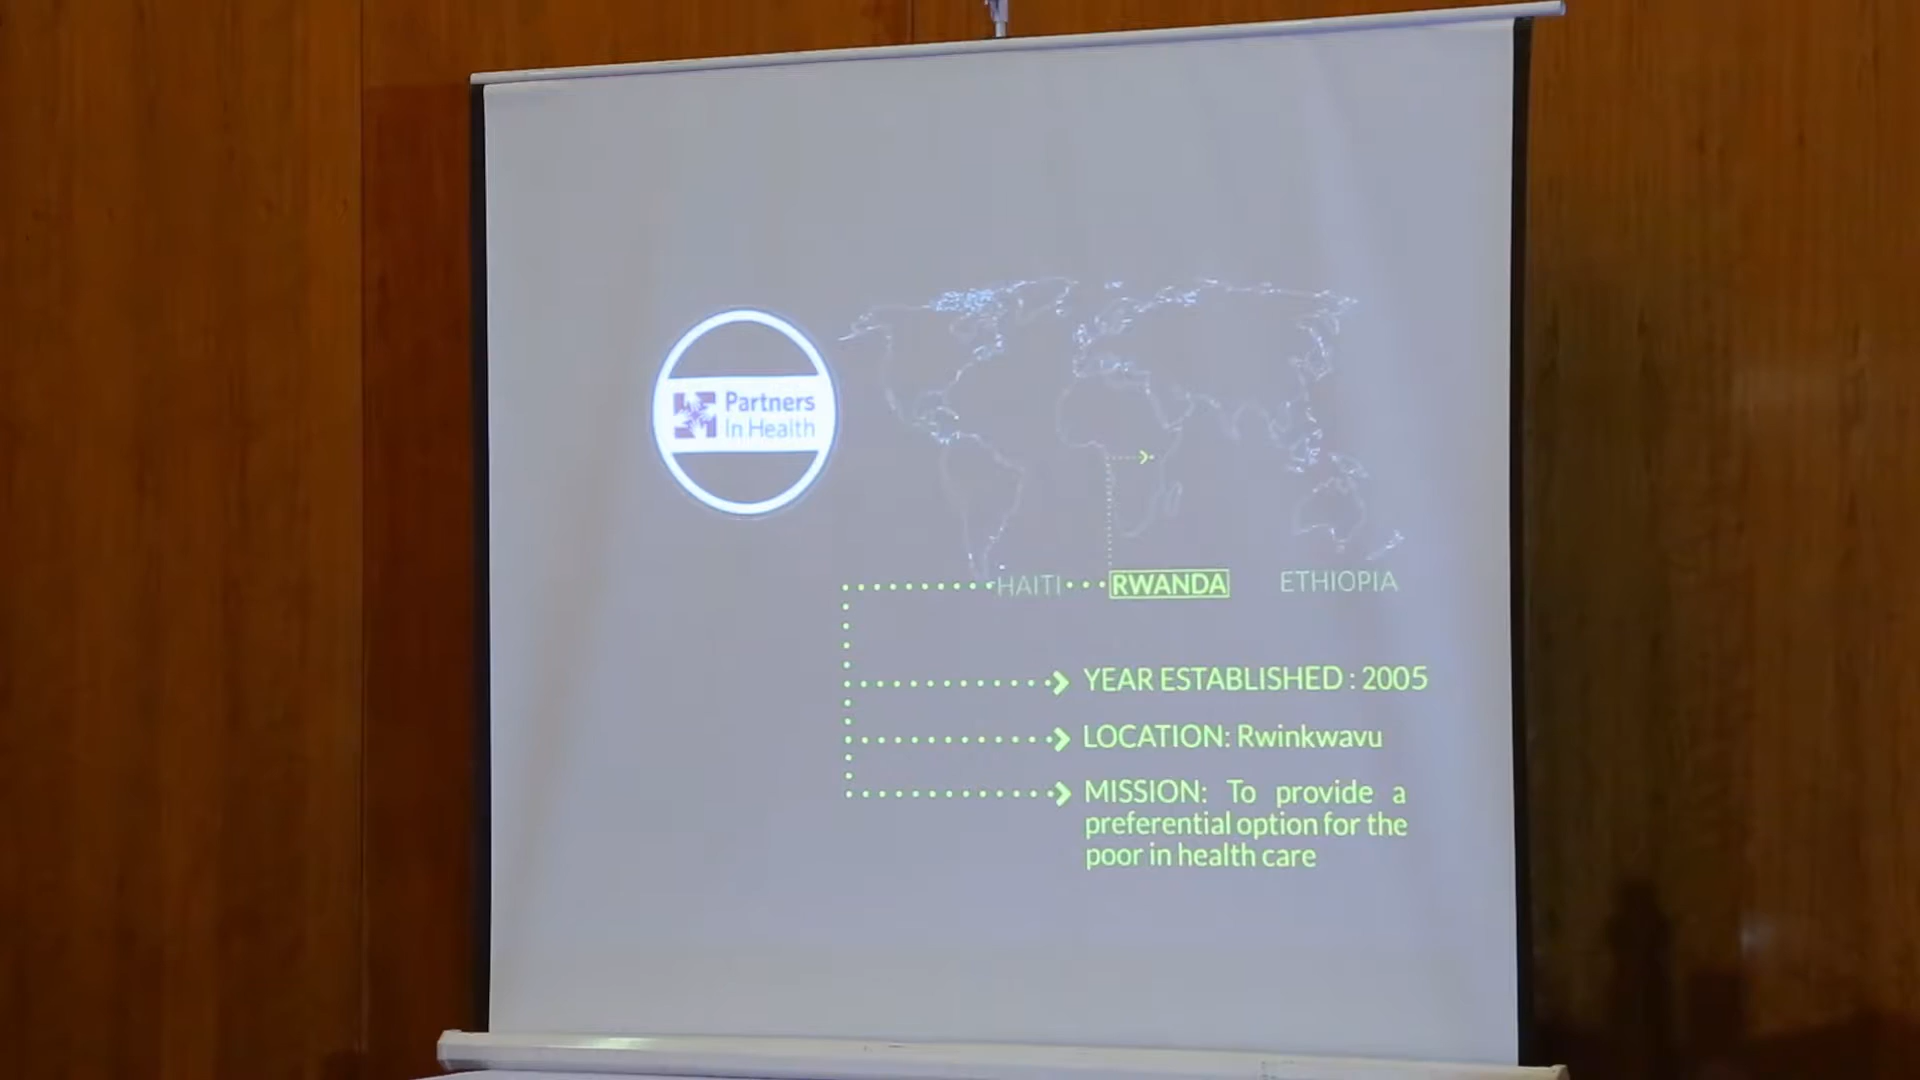 Partners
In Health
HAITI RWANDA ETHIOPIA
YEAR ESTABLISHED : 2005
LOCATION: Rwinkwavu
MISSION: To provide a
preferential option for the
poor in health care